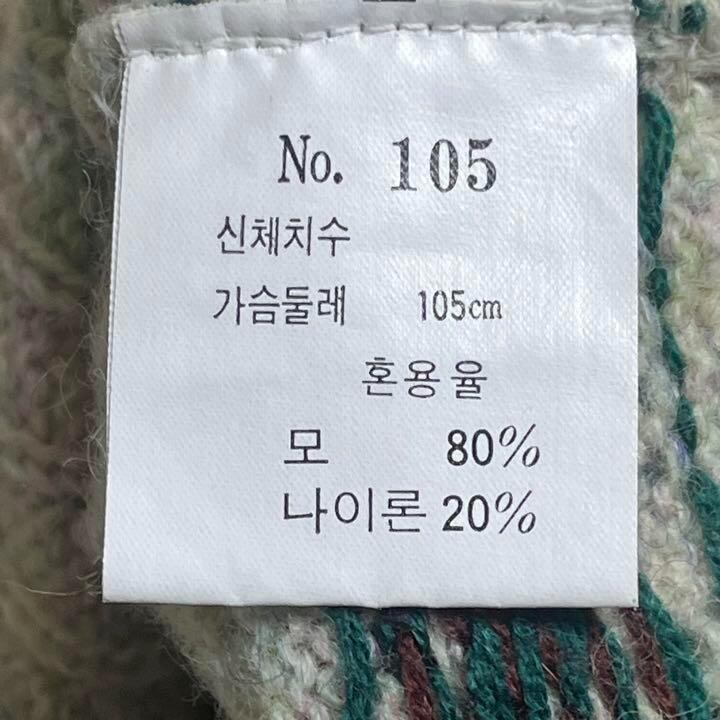 No. 105
신체치수
가슴둘레 105cm
혼용율
모 80%
나이론 20%